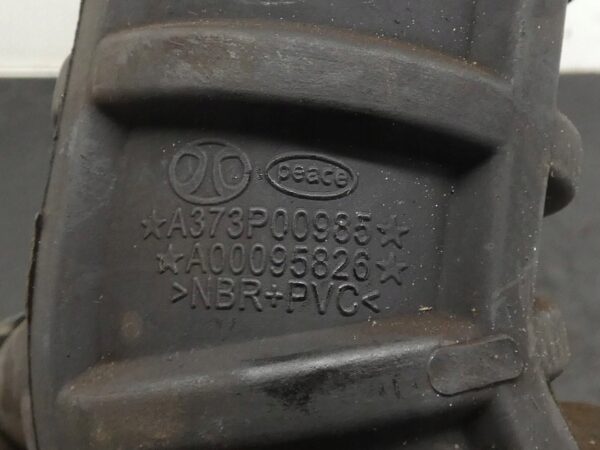 peace
☆A373P00985☆
☆A00095826☆
>NBR+PVC<